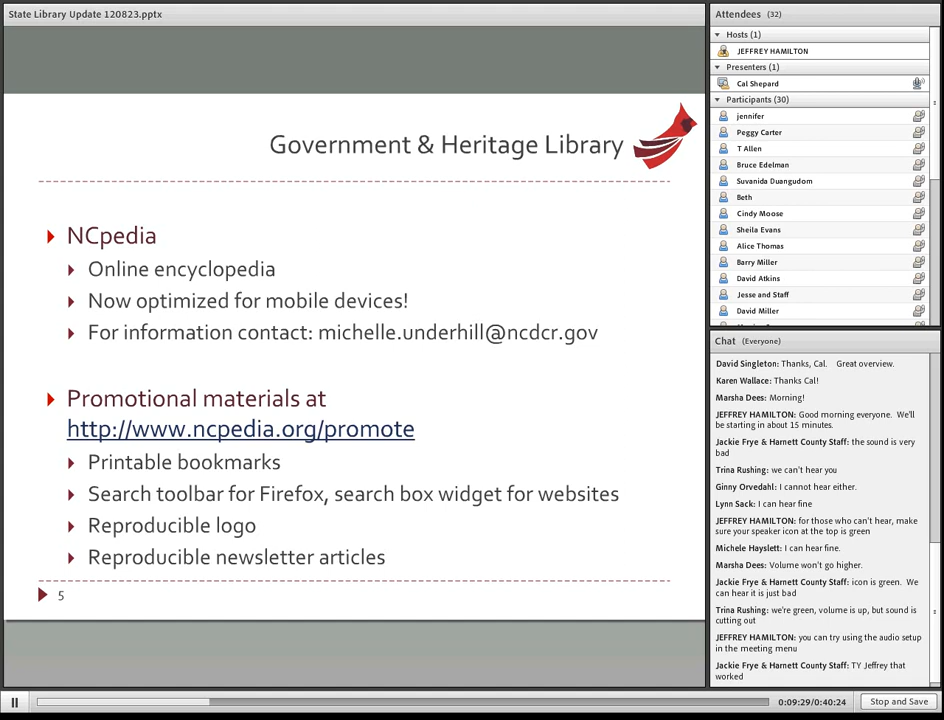 State Library Update 120823.pptx
Government & Heritage Library
NCpedia
Online encyclopedia
Now optimized for mobile devices!
For information contact: michelle.underhill@ncdcr.gov
Promotional materials at
http://www.ncpedia.org/promote
Printable bookmarks
Search toolbar for Firefox, search box widget for websites
Reproducible logo
Reproducible newsletter articles
5
Attendees (32)
Hosts (1)
JEFFREY HAMILTON
Presenters (1)
Cal Shepard
Participants (30)
jennifer
Peggy Carter
T Allen
Bruce Edelman
Suvanida Duangudom
Beth
Cindy Moose
Sheila Evans
Alice Thomas
Barry Miller
David Atkins
Jesse and Staff
David Miller
Chat (Everyone)
David Singleton: Thanks, Cal. Great overview.
Karen Wallace: Thanks Cal!
Marsha Dees: Morning!
JEFFREY HAMILTON: Good morning everyone. We'll
be starting in about 15 minutes.
Jackie Frye & Harnett County Staff: the sound is very
bad
Trina Rushing: we can't hear you
Ginny Orvedahl: I cannot hear either.
Lynn Sack: I can hear fine
JEFFREY HAMILTON: for those who can't hear, make
sure your speaker icon at the top is green
Michele Hayslett: I can hear fine.
Marsha Dees: Volume won't go higher.
Jackie Frye & Harnett County Staff: icon is green. We
can hear it is just bad
Trina Rushing: we're green, volume is up, but sound is
cutting out
JEFFREY HAMILTON: you can try using the audio setup
in the meeting menu
Jackie Frye & Harnett County Staff: TY Jeffrey that
worked
0:09:29/0:40:24
Stop and Save